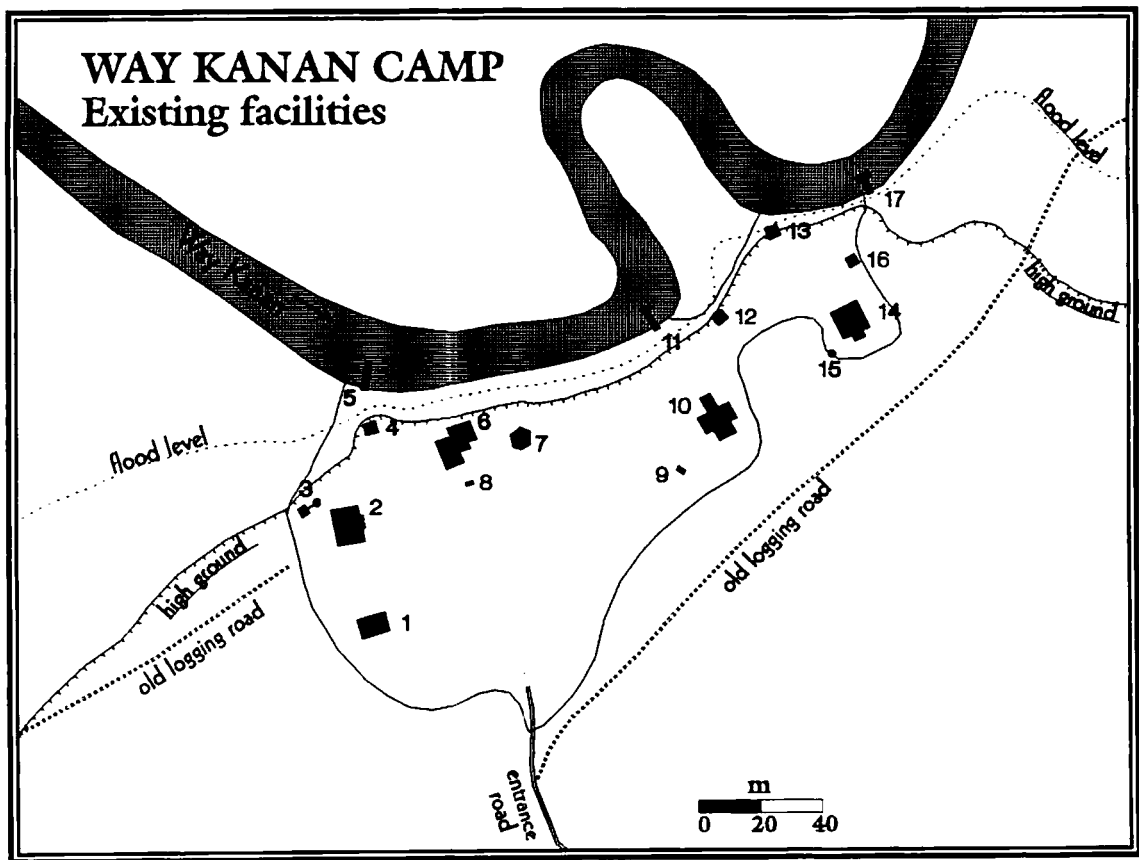 WAY KANAN CAMP
Existing facilities
flood level
Way Kanan
17
13
16
high ground
14
12
11
15
5
10
6
4
7
flood level
9
8
3
2
old logging road
high ground
1
old logging road
entrance
road
m
0 20 40